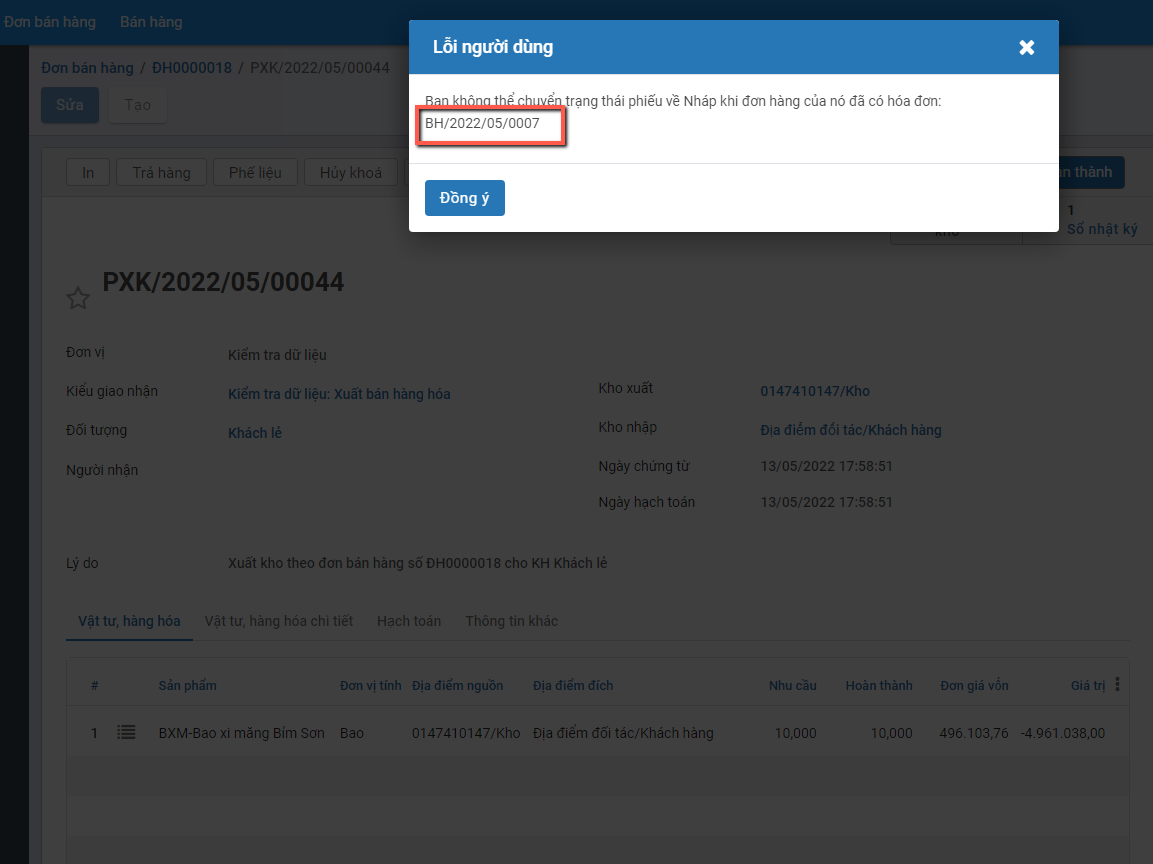 Đơn bán hàng Bán hàng
Lỗi người dùng
Đơn bán hàng / ĐH0000018 / PXK/2022/05/00044
Sửa Tạo
Bạn không thể chuyển trạng thái phiếu về Nháp khi đơn hàng của nó đã có hóa đơn:
BH/2022/05/0007
In Trả hàng Phế liệu Hủy khoá thành
Đồng ý
1
kho Sổ nhật ký
PXK/2022/05/00044
Đơn vị Kiểm tra dữ liệu
Kiểu giao nhận Kiểm tra dữ liệu: Xuất bán hàng hóa Kho xuất 0147410147/Kho
Đối tượng Khách lẻ Kho nhập Địa điểm đối tác/Khách hàng
Người nhận Ngày chứng từ 13/05/2022 17:58:51
Ngày hạch toán 13/05/2022 17:58:51
Lý do Xuất kho theo đơn bán hàng số ĐH0000018 cho KH Khách lẻ
Vật tư, hàng hóa Vật tư, hàng hóa chi tiết Hạch toán Thông tin khác
# Sản phẩm Đơn vị tính Địa điểm nguồn Địa điểm đích Nhu cầu Hoàn thành Đơn giá vốn Giá trị
1 BXM-Bao xi măng Bỉm Sơn Bao 0147410147/Kho Địa điểm đối tác/Khách hàng 10,000 10,000 496.103,76 -4.961.038,00